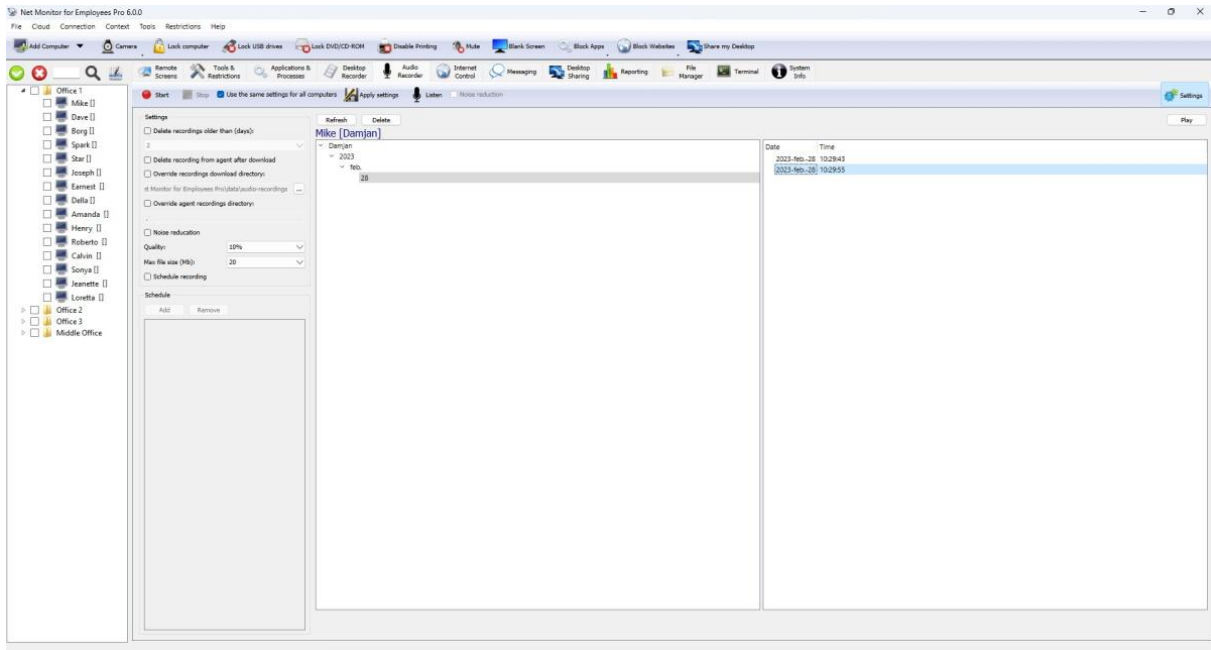 Net Monitor for Employees Pro 6.0.0
File Cloud Connection Context Tools Restrictions Help
Add Computer Camera Lock computer Lock USB drives Lock DVD/CD-ROM Disable Printing Mute Blank Screen Block Apps Block Websites Share my Desktop
Remote Screens Tools & Restrictions Applications & Processes Desktop Recorder Audio Recorder Internet Control Messaging Desktop Sharing Reporting File Manager Terminal System Info
Start Stop Use the same settings for all computers Apply settings Listen Noise reduction Settings
Office 1
Mike []
Dave []
Borg []
Spark []
Star []
Joseph []
Earnest []
Della []
Amanda []
Henry []
Roberto []
Calvin []
Sonya []
Jeanette []
Loretta []
Office 2
Office 3
Middle Office
Settings
Delete recordings older than (days):
2
Delete recording from agent after download
Override recordings download directory:
et Monitor for Employees Pro\data\audio-recordings ...
Override agent recordings directory:
.
Noise reducation
Quality: 10%
Max file size (Mb): 20
Schedule recording
Schedule
Add Remove
Refresh Delete Play
Mike [Damjan]
Damjan
2023
feb.
28
Date Time
2023-feb.-28 10:29:43
2023-feb.-28 10:29:55